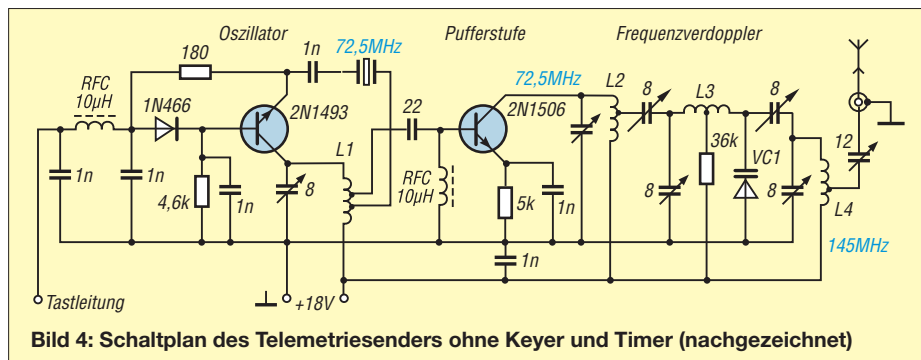 Oszillator
Pufferstufe
Frequenzverdoppler
180
1n
72,5MHz
72,5MHz
RFC
10µH
1N466
2N1493
22
2N1506
L2
8
L3
8
L1
36k
12
1n
1n
4,6k
1n
8
RFC
10µH
5k
1n
8
VC1
8
L4
1n
145MHz
Tastleitung
+18V
Bild 4: Schaltplan des Telemetriesenders ohne Keyer und Timer (nachgezeichnet)